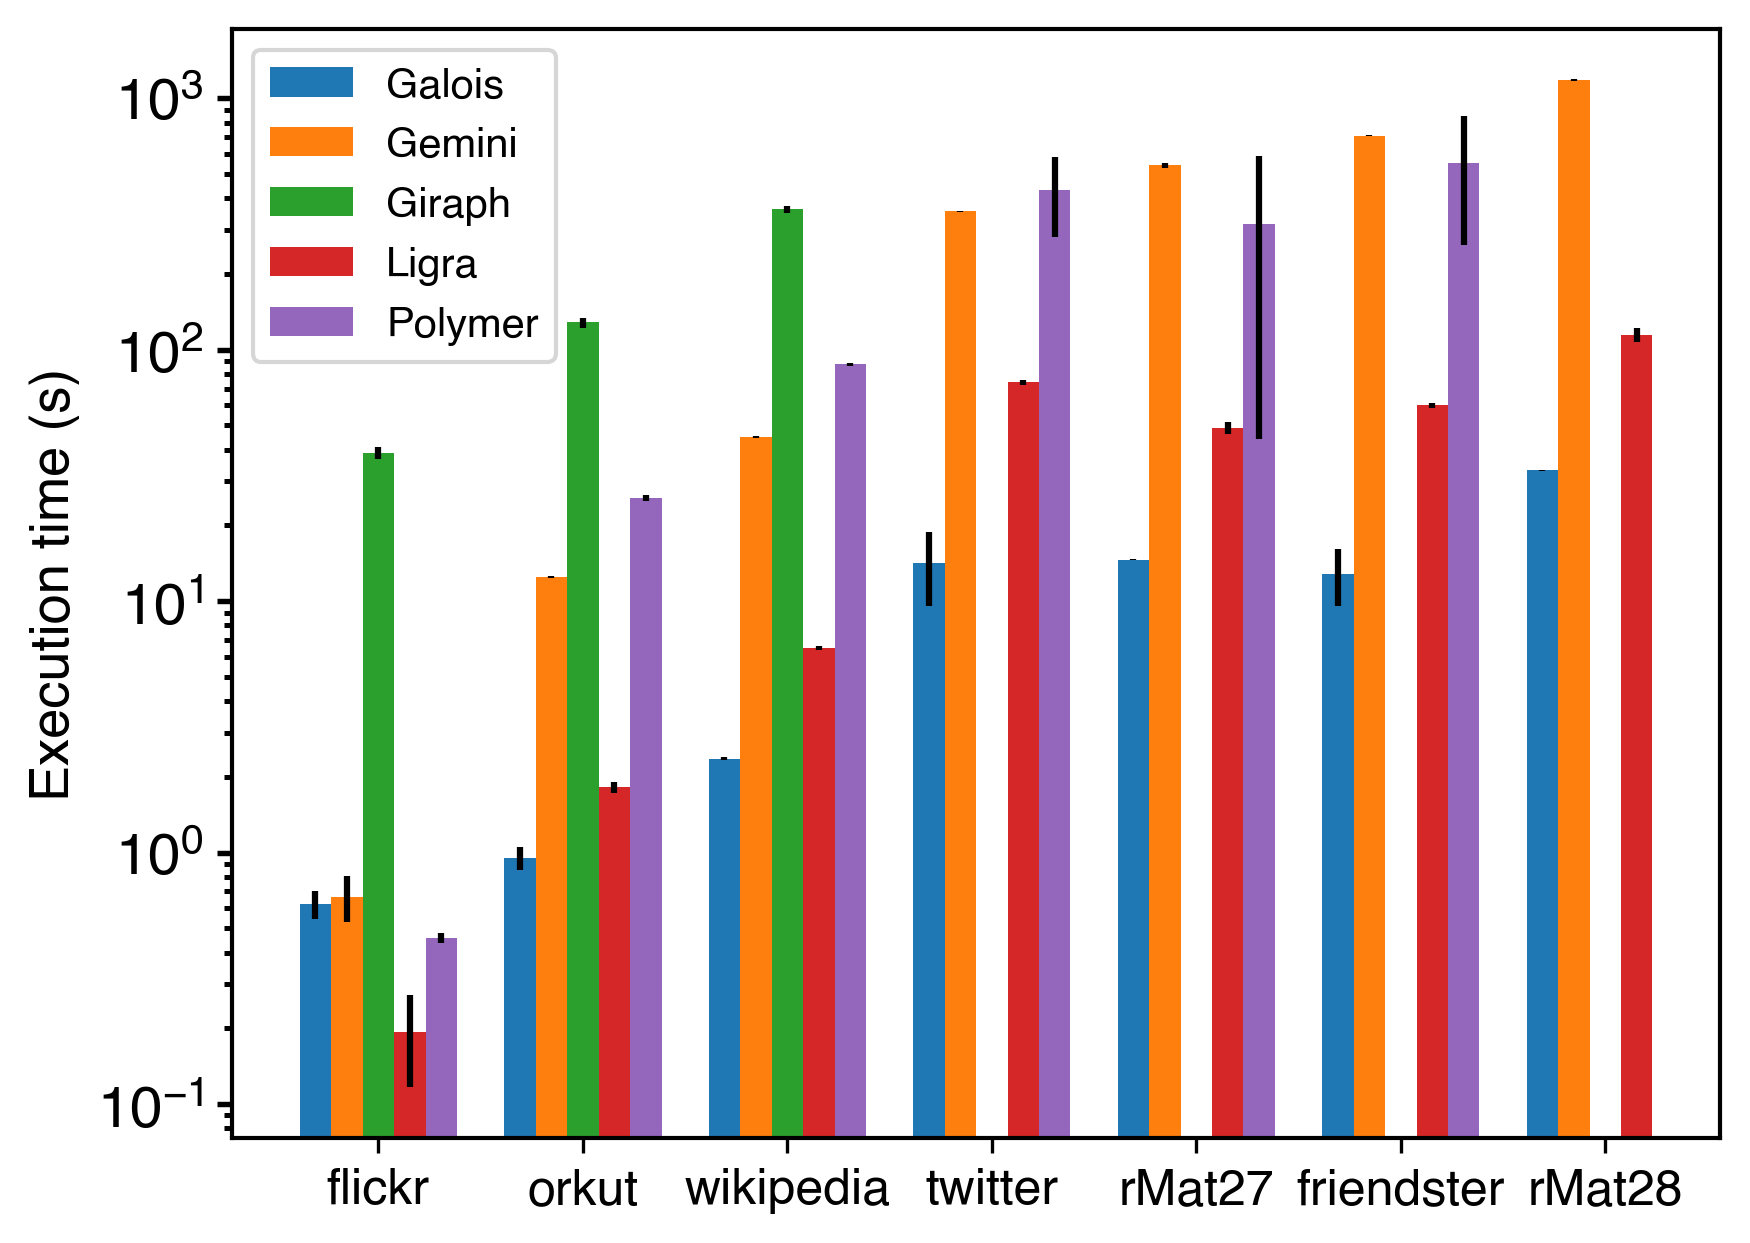 Galois
Gemini
Giraph
Ligra
Polymer
Execution time (s)
10³
10²
10¹
10⁰
10⁻¹
flickr orkut wikipedia twitter rMat27 friendster rMat28